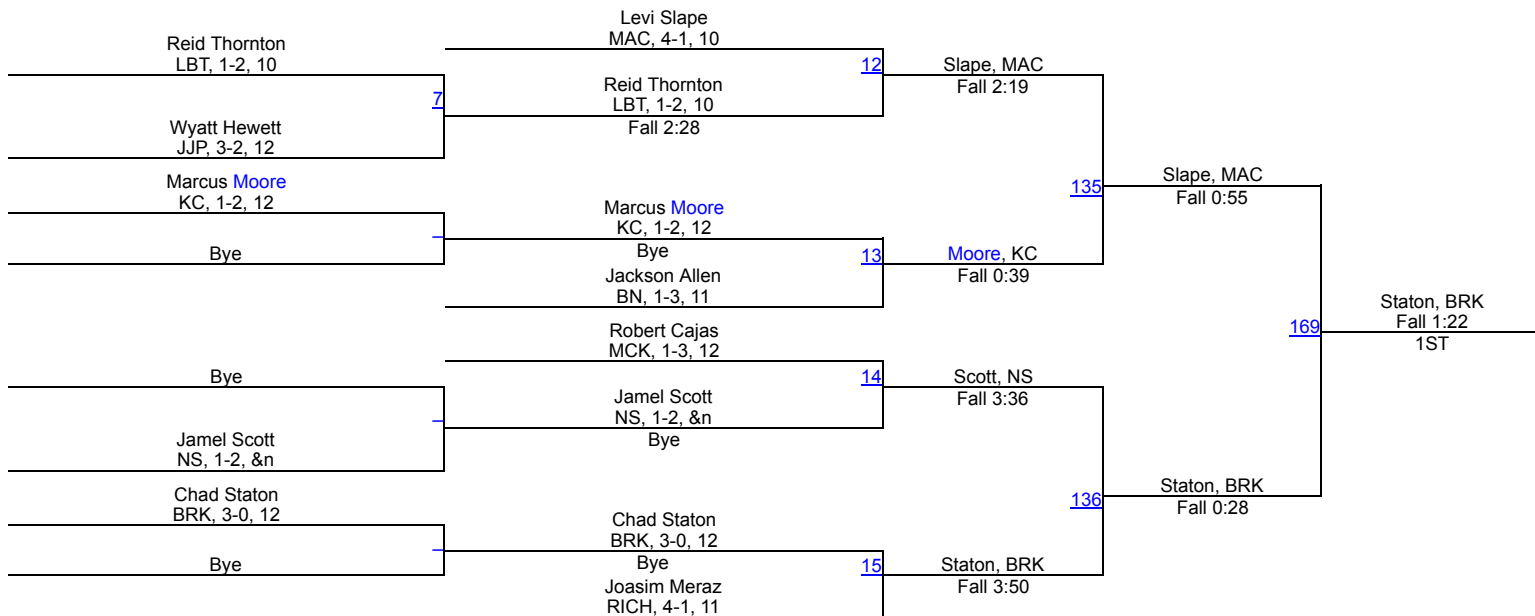 Levi Slape
MAC, 4-1, 10
Reid Thornton
LBT, 1-2, 10
12
Slape, MAC
Fall 2:19
7
Reid Thornton
LBT, 1-2, 10
Fall 2:28
Wyatt Hewett
JJP, 3-2, 12
Marcus Moore
KC, 1-2, 12
135
Slape, MAC
Fall 0:55
Marcus Moore
KC, 1-2, 12
Bye
Bye
13
Moore, KC
Fall 0:39
Jackson Allen
BN, 1-3, 11
Robert Cajas
MCK, 1-3, 12
169
Staton, BRK
Fall 1:22
1ST
Bye
14
Scott, NS
Fall 3:36
Jamel Scott
NS, 1-2, &n
Bye
Jamel Scott
NS, 1-2, &n
Chad Staton
BRK, 3-0, 12
136
Staton, BRK
Fall 0:28
Chad Staton
BRK, 3-0, 12
Bye
Bye
15
Staton, BRK
Fall 3:50
Joasim Meraz
RICH, 4-1, 11